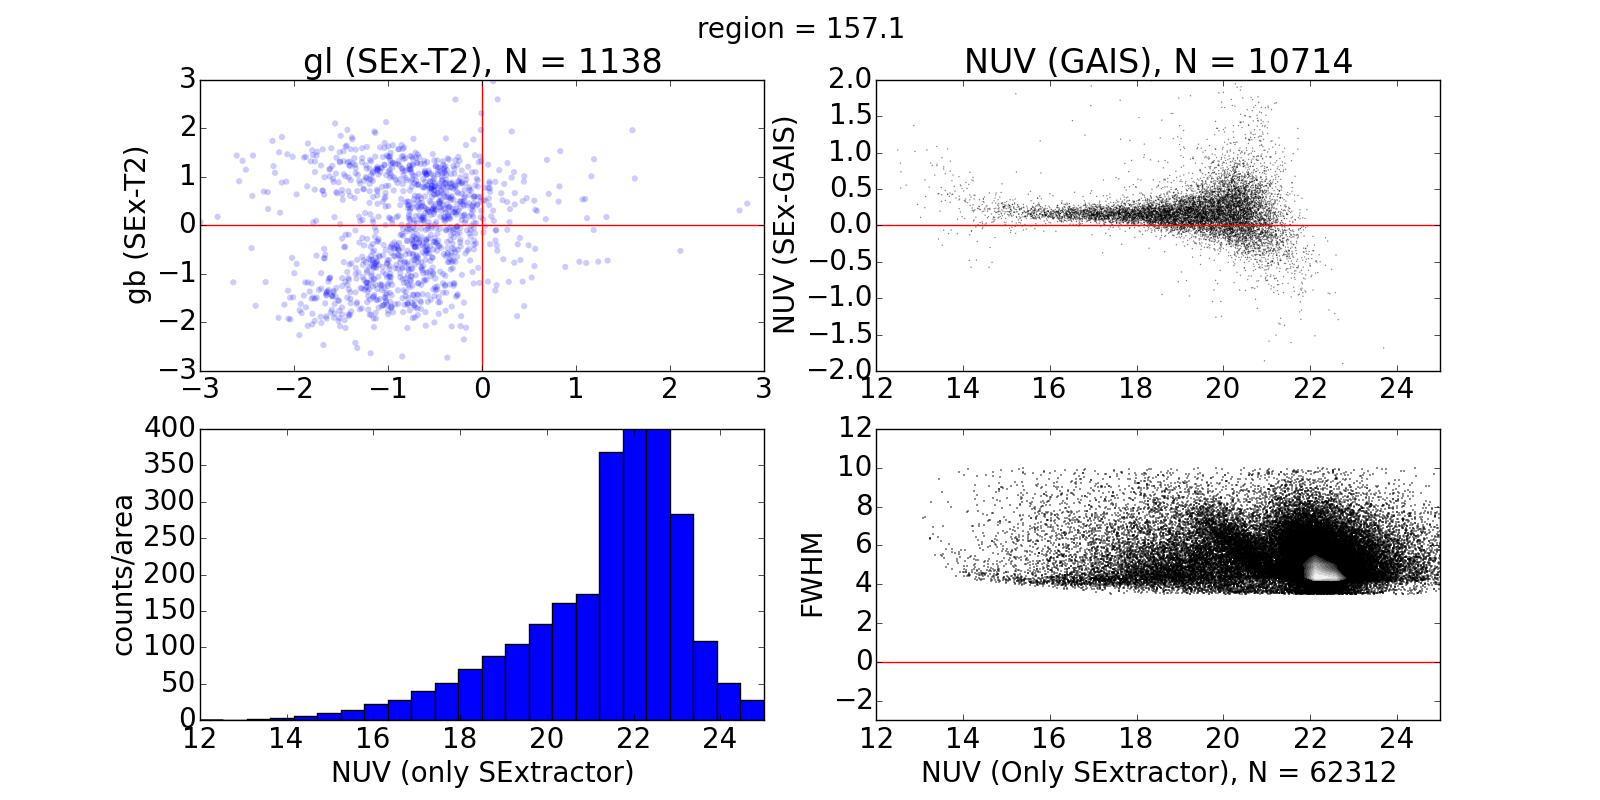 region = 157.1
gl (SEx-T2), N = 1138
NUV (GAIS), N = 10714
3
2
1
0
−1
−2
−3
gb (SEx-T2)
−3 −2 −1 0 1 2 3
2.0
1.5
1.0
0.5
0.0
−0.5
−1.0
−1.5
−2.0
NUV (SEx-GAIS)
12 14 16 18 20 22 24
400
350
300
250
200
150
100
50
0
counts/area
12 14 16 18 20 22 24
NUV (only SExtractor)
12
10
8
6
4
2
0
−2
FWHM
12 14 16 18 20 22 24
NUV (Only SExtractor), N = 62312